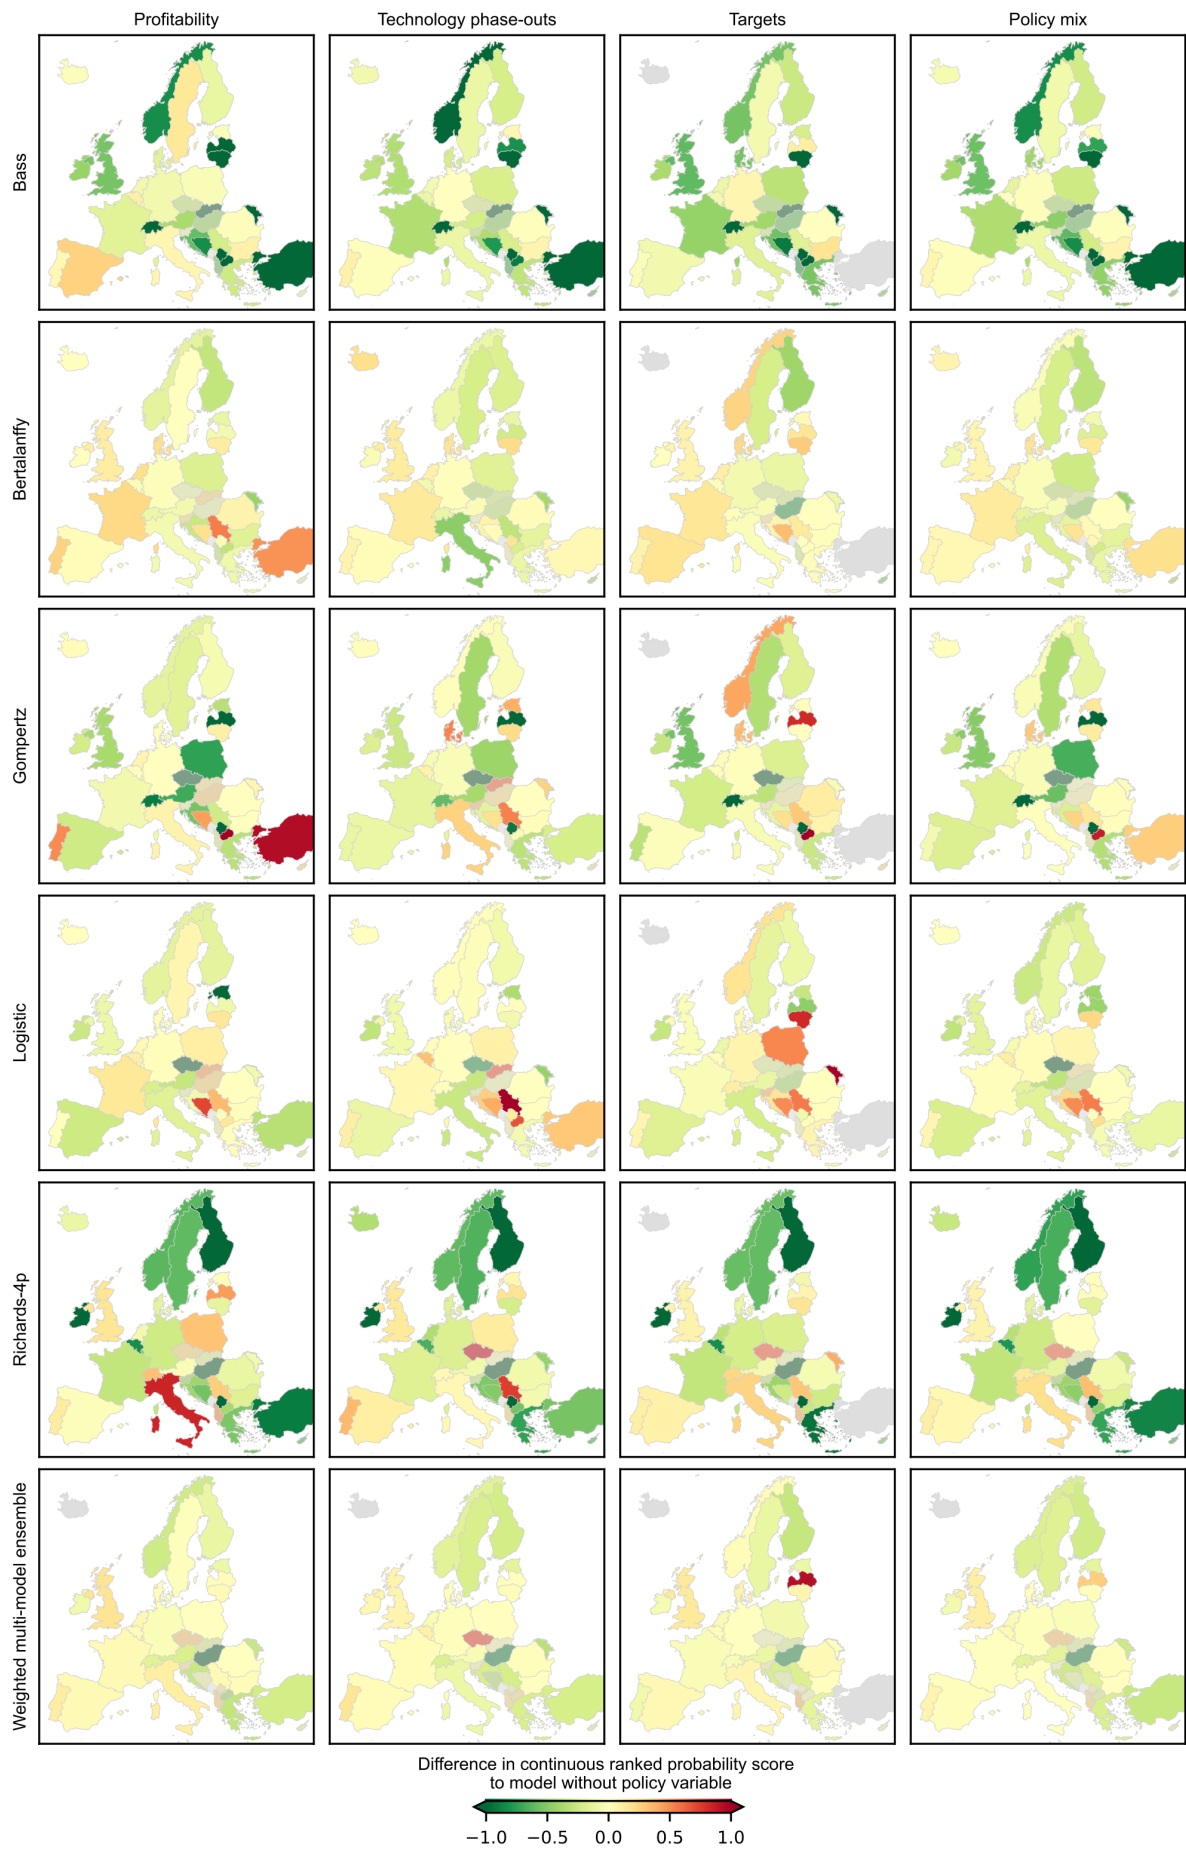 Profitability
Technology phase-outs
Targets
Policy mix
Bass
Bertalanffy
Gompertz
Logistic
Richards-4p
Weighted multi-model ensemble
Difference in continuous ranked probability score
to model without policy variable
−1.0 −0.5 0.0 0.5 1.0